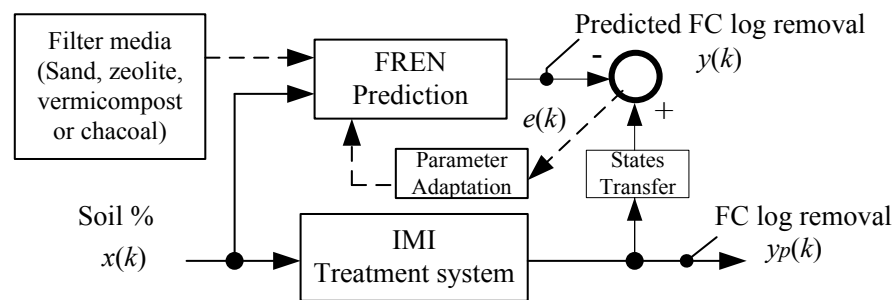 Filter media
(Sand, zeolite,
vermicompost
or chacoal)
FREN
Prediction
Predicted FC log removal
y(k)
-
+
e(k)
Parameter
Adaptation
States
Transfer
Soil %
x(k)
IMI
Treatment system
FC log removal
yp(k)